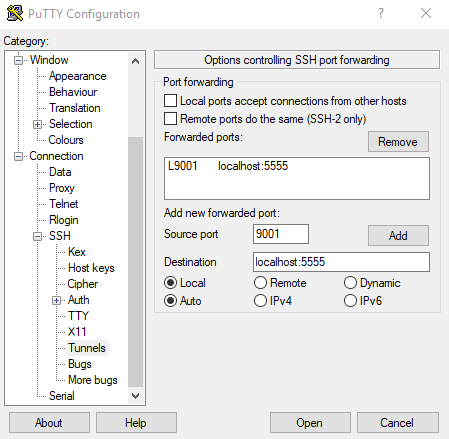 PuTTY Configuration
?
Category:
Window
Appearance
Behaviour
Translation
Selection
Colours
Connection
Data
Proxy
Telnet
Rlogin
SSH
Kex
Host keys
Cipher
Auth
TTY
X11
Tunnels
Bugs
More bugs
Serial
Options controlling SSH port forwarding
Port forwarding
Local ports accept connections from other hosts
Remote ports do the same (SSH-2 only)
Forwarded ports:
Remove
L9001 localhost:5555
Add new forwarded port:
Source port 9001 Add
Destination localhost:5555
Local Remote Dynamic
Auto IPv4 IPv6
About Help Open Cancel